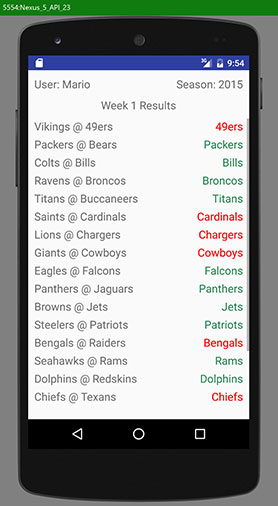 5554:Nexus_5_API_23
3G 9:54
User: Mario Season: 2015
Week 1 Results
Vikings @ 49ers 49ers
Packers @ Bears Packers
Colts @ Bills Bills
Ravens @ Broncos Broncos
Titans @ Buccaneers Titans
Saints @ Cardinals Cardinals
Lions @ Chargers Chargers
Giants @ Cowboys Cowboys
Eagles @ Falcons Falcons
Panthers @ Jaguars Panthers
Browns @ Jets Jets
Steelers @ Patriots Patriots
Bengals @ Raiders Bengals
Seahawks @ Rams Rams
Dolphins @ Redskins Dolphins
Chiefs @ Texans Chiefs